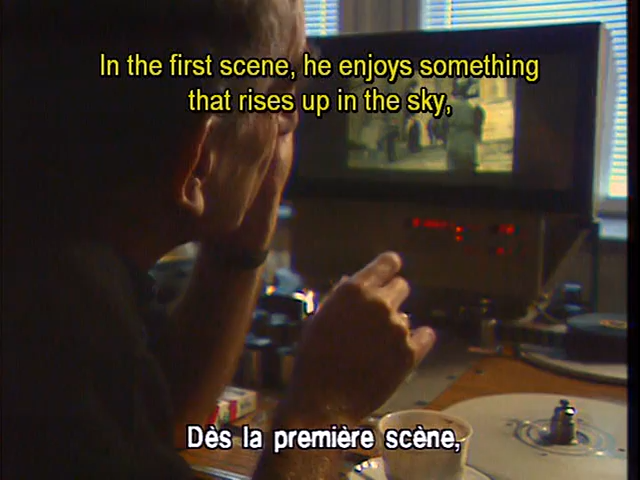 In the first scene, he enjoys something
that rises up in the sky,
Dès la première scène,